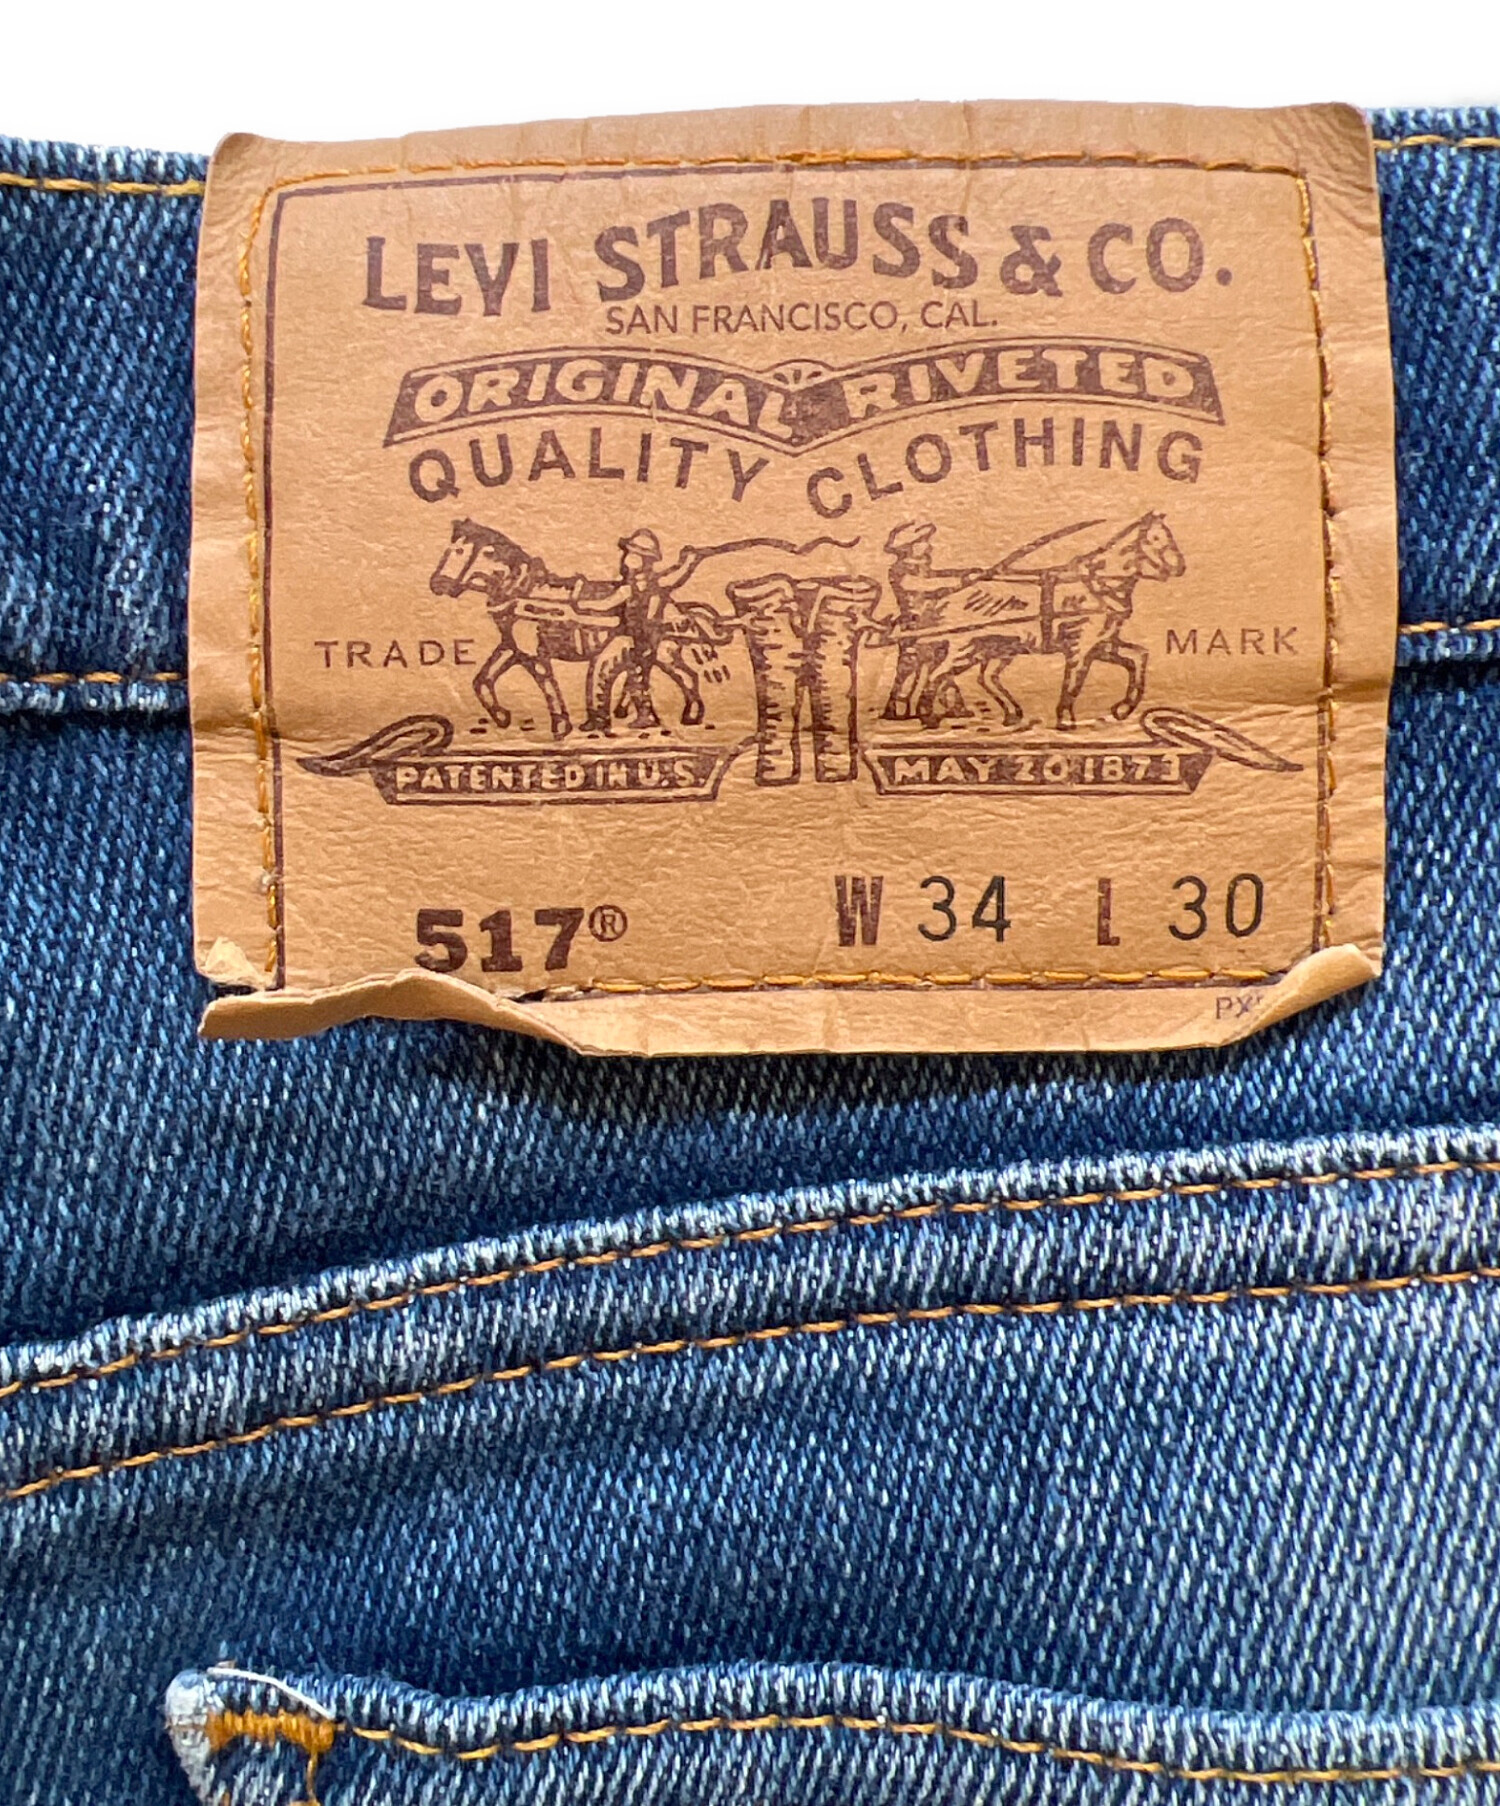 LEVI STRAUSS & CO.
SAN FRANCISCO, CAL.
ORIGINAL RIVETED
QUALITY CLOTHING
TRADE MARK
PATENTED IN U.S. MAY 20 1873
517® W 34 L 30